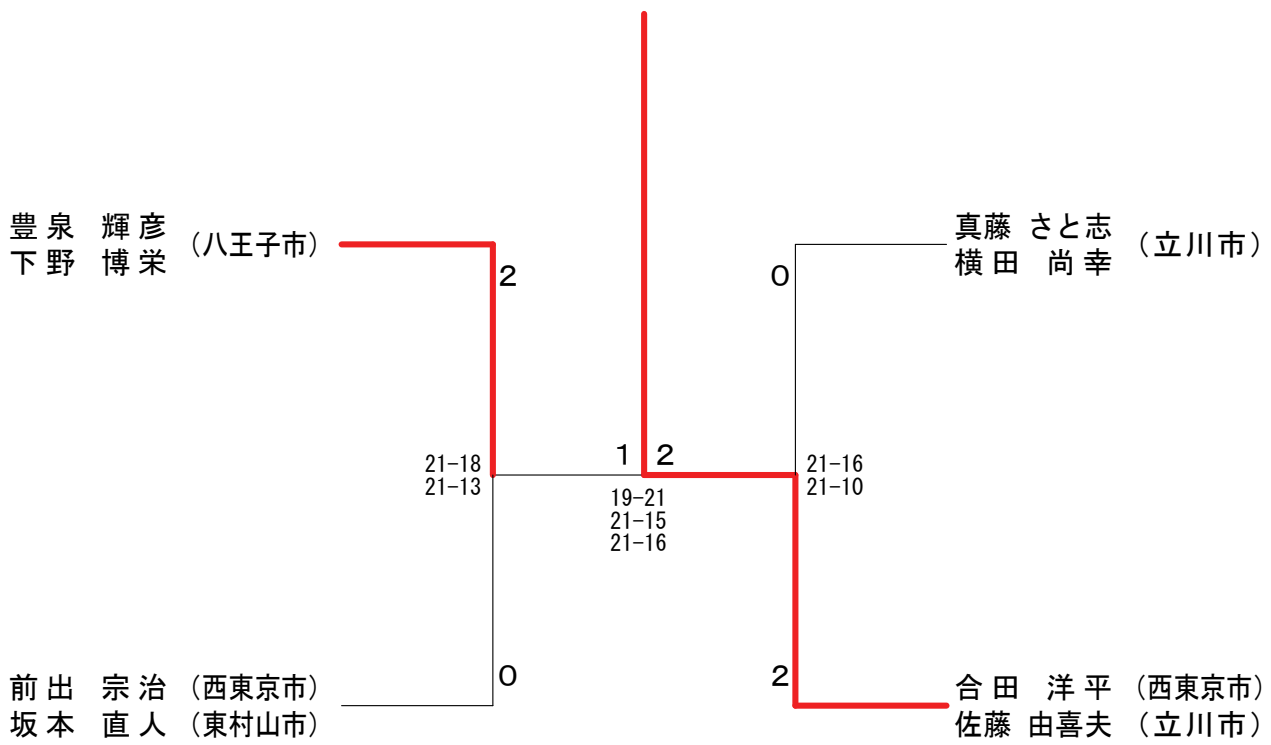 豊泉 輝彦 (八王子市)
下野 博栄
真藤 さと志 (立川市)
横田 尚幸
2
0
21-18
21-13
1 2
19-21
21-15
21-16
21-16
21-10
0
2
前出 宗治 (西東京市)
坂本 直人 (東村山市)
合田 洋平 (西東京市)
佐藤 由喜夫 (立川市)